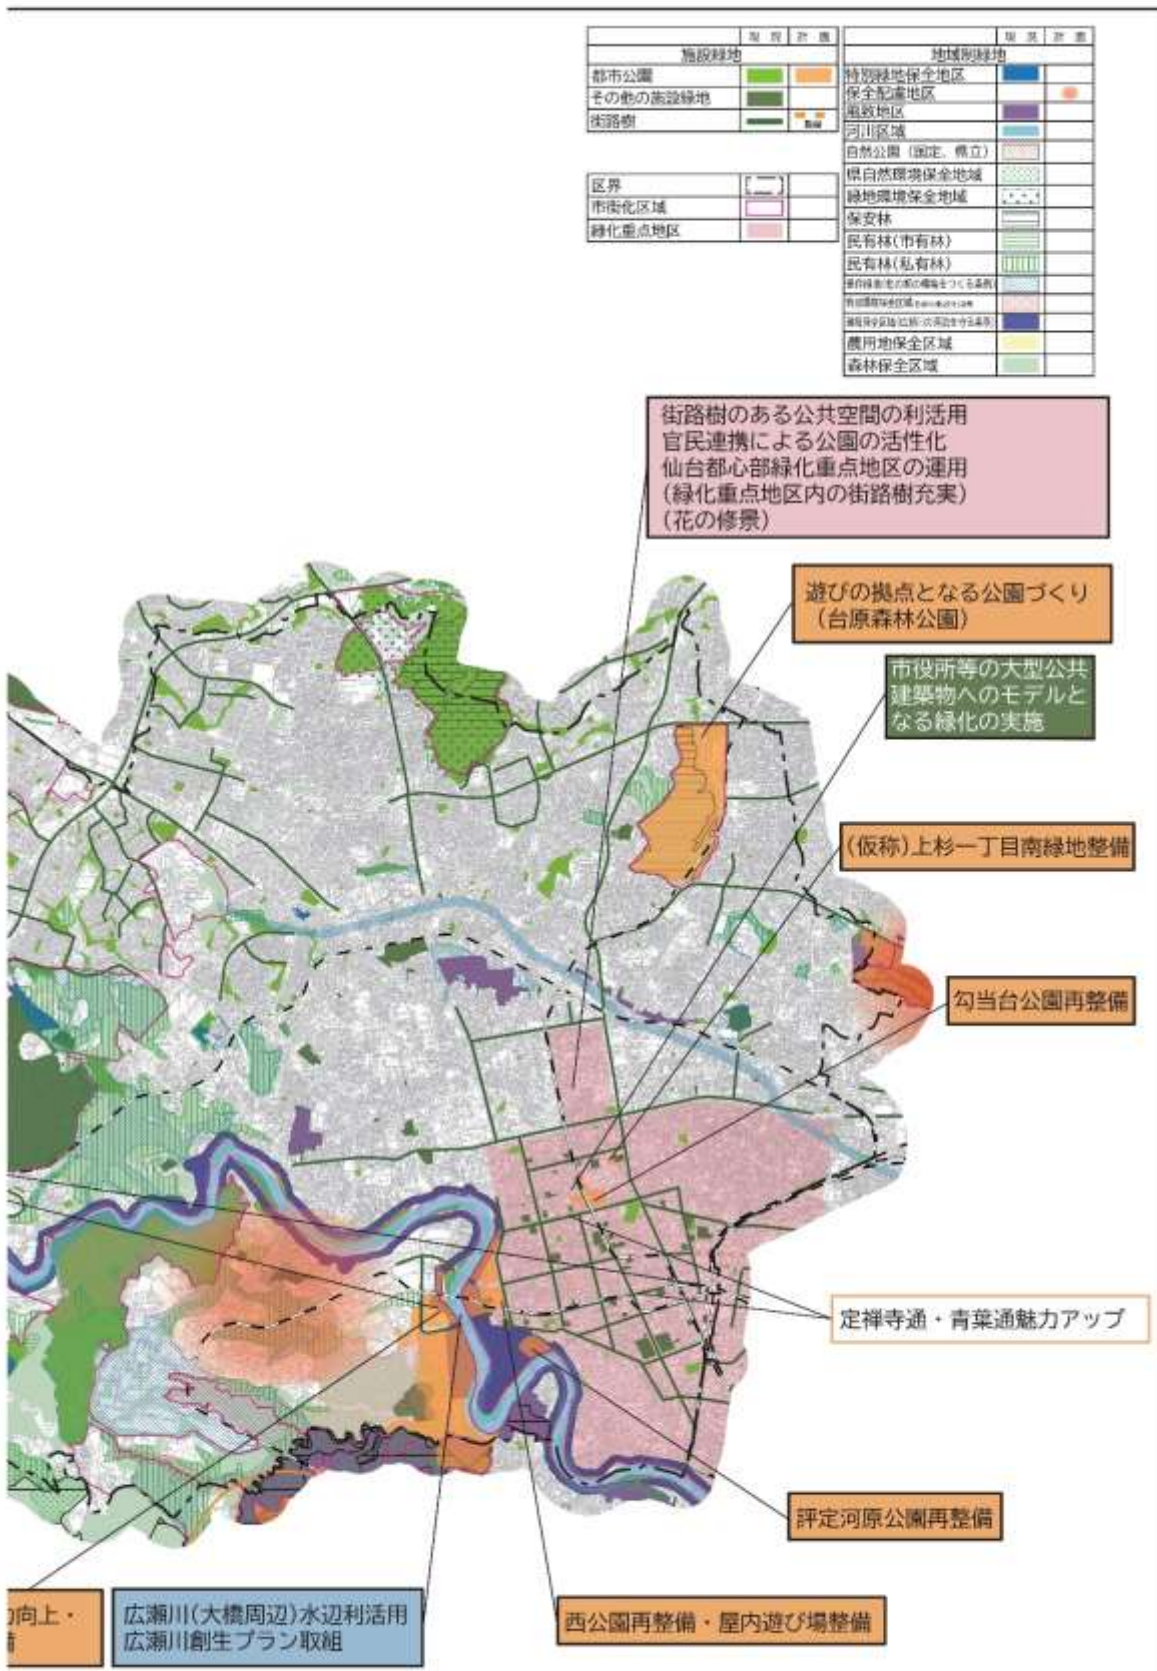 現況 計画
施設緑地
都市公園
その他の施設緑地
街路樹
区界
市街化区域
緑化重点地区
現況 計画
地域制緑地
特別緑地保全地区
保全配慮地区
風致地区
河川区域
自然公園（国定、県立）
県自然環境保全地域
緑地環境保全地域
保安林
民有林(市有林)
民有林(私有林)
農用地保全区域
森林保全区域
街路樹のある公共空間の利活用
官民連携による公園の活性化
仙台都心部緑化重点地区の運用
(緑化重点地区内の街路樹充実)
(花の修景)
遊びの拠点となる公園づくり
（台原森林公園）
市役所等の大型公共
建築物へのモデルと
なる緑化の実施
(仮称)上杉一丁目南緑地整備
勾当台公園再整備
定禅寺通・青葉通魅力アップ
評定河原公園再整備
向上・
広瀬川(大橋周辺)水辺利活用
広瀬川創生プラン取組
西公園再整備・屋内遊び場整備